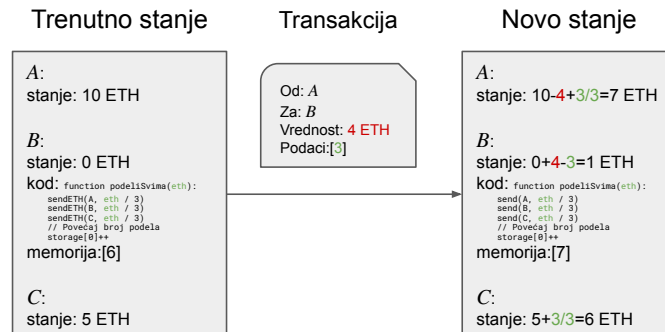 Trenutno stanje
A:
stanje: 10 ETH
B:
stanje: 0 ETH
kod: function podeliSvima(eth):
sendETH(A, eth / 3)
sendETH(B, eth / 3)
sendETH(C, eth / 3)
// Povećaj broj podela
storage[0]++
memorija:[6]
C:
stanje: 5 ETH
Transakcija
Od: A
Za: B
Vrednost: 4 ETH
Podaci:[3]
Novo stanje
A:
stanje: 10-4+3/3=7 ETH
B:
stanje: 0+4-3=1 ETH
kod: function podeliSvima(eth):
send(A, eth / 3)
send(B, eth / 3)
send(C, eth / 3)
// Povećaj broj podela
storage[0]++
memorija:[7]
C:
stanje: 5+3/3=6 ETH